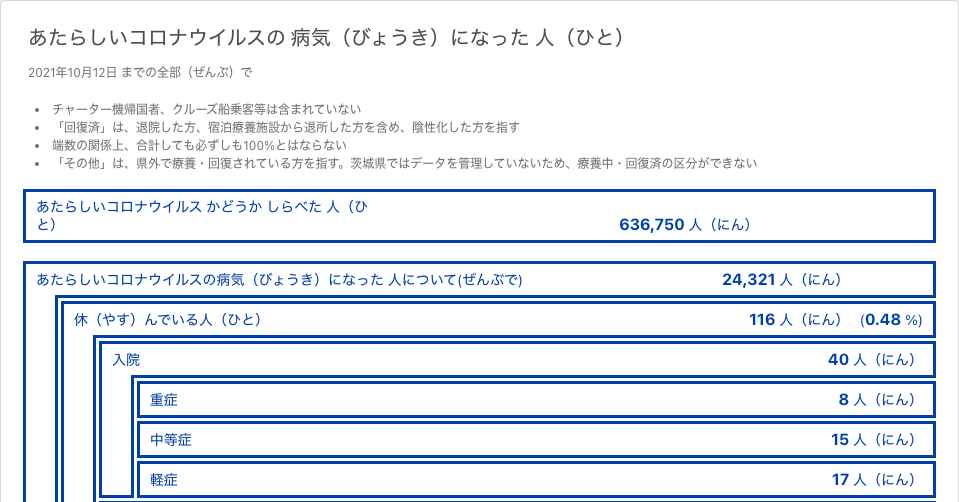 あたらしいコロナウイルスの 病気（びょうき）になった 人（ひと）
2021年10月12日 までの全部（ぜんぶ）で
• チャーター機帰国者、クルーズ船乗客等は含まれていない
• 「回復済」は、退院した方、宿泊療養施設から退所した方を含め、陰性化した方を指す
• 端数の関係上、合計しても必ずしも100%とはならない
• 「その他」は、県外で療養・回復されている方を指す。茨城県ではデータを管理していないため、療養中・回復済の区分ができない
あたらしいコロナウイルス かどうか しらべた 人（ひ
と） 636,750 人（にん）
あたらしいコロナウイルスの病気（びょうき）になった 人について(ぜんぶで) 24,321 人（にん）
休（やす）んでいる人（ひと） 116 人（にん） (0.48 %)
入院 40 人（にん）
重症 8 人（にん）
中等症 15 人（にん）
軽症 17 人（にん）